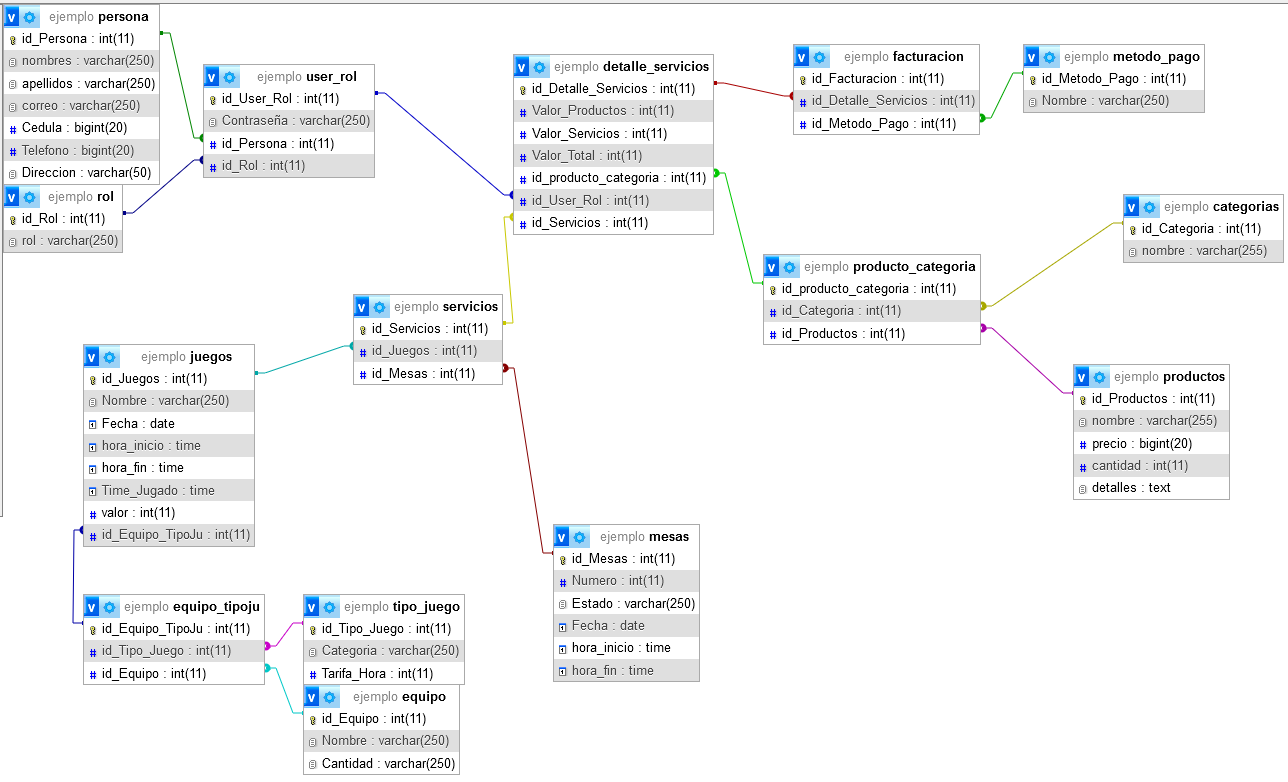 ejemplo persona
id_Persona : int(11)
nombres : varchar(250)
apellidos : varchar(250)
correo : varchar(250)
Cedula : bigint(20)
Telefono : bigint(20)
Direccion : varchar(50)
ejemplo rol
id_Rol : int(11)
rol : varchar(250)
ejemplo user_rol
id_User_Rol : int(11)
Contraseña : varchar(250)
id_Persona : int(11)
id_Rol : int(11)
ejemplo detalle_servicios
id_Detalle_Servicios : int(11)
Valor_Productos : int(11)
Valor_Servicios : int(11)
Valor_Total : int(11)
id_producto_categoria : int(11)
id_User_Rol : int(11)
id_Servicios : int(11)
ejemplo facturacion
id_Facturacion : int(11)
id_Detalle_Servicios : int(11)
id_Metodo_Pago : int(11)
ejemplo metodo_pago
id_Metodo_Pago : int(11)
Nombre : varchar(250)
ejemplo categorias
id_Categoria : int(11)
nombre : varchar(255)
ejemplo producto_categoria
id_producto_categoria : int(11)
id_Categoria : int(11)
id_Productos : int(11)
ejemplo productos
id_Productos : int(11)
nombre : varchar(255)
precio : bigint(20)
cantidad : int(11)
detalles : text
ejemplo servicios
id_Servicios : int(11)
id_Juegos : int(11)
id_Mesas : int(11)
ejemplo juegos
id_Juegos : int(11)
Nombre : varchar(250)
Fecha : date
hora_inicio : time
hora_fin : time
Time_Jugado : time
valor : int(11)
id_Equipo_TipoJu : int(11)
ejemplo mesas
id_Mesas : int(11)
Numero : int(11)
Estado : varchar(250)
Fecha : date
hora_inicio : time
hora_fin : time
ejemplo equipo_tipoju
id_Equipo_TipoJu : int(11)
id_Tipo_Juego : int(11)
id_Equipo : int(11)
ejemplo tipo_juego
id_Tipo_Juego : int(11)
Categoria : varchar(250)
Tarifa_Hora : int(11)
ejemplo equipo
id_Equipo : int(11)
Nombre : varchar(250)
Cantidad : varchar(250)